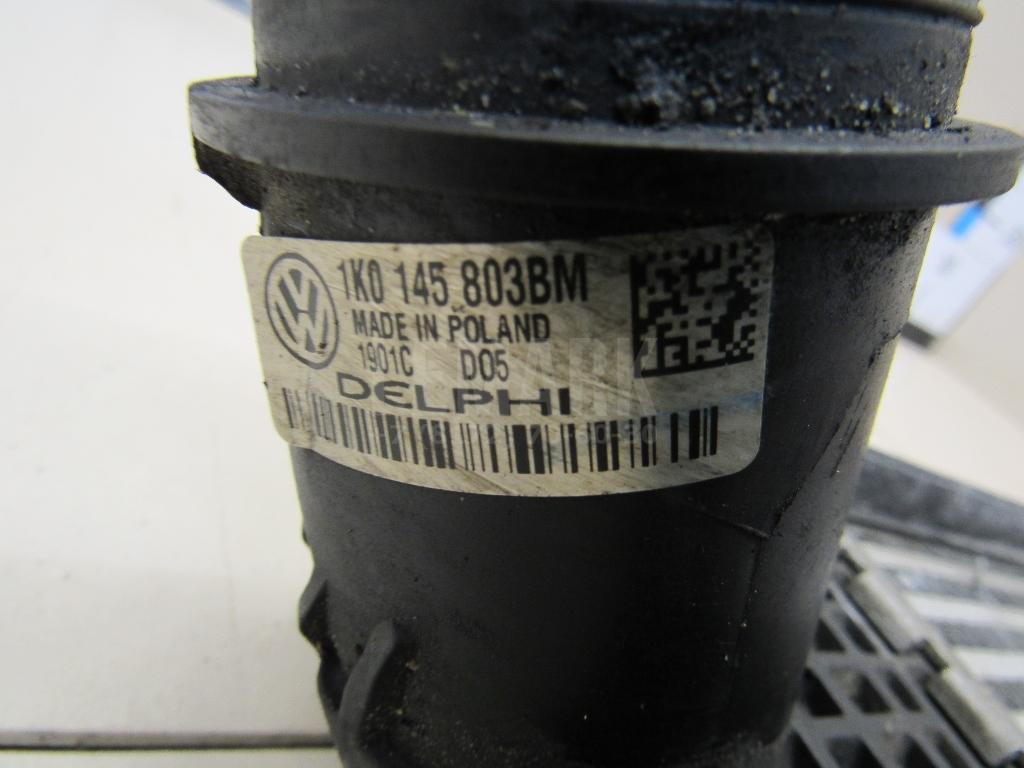 1K0 145 803BM
MADE IN POLAND
1901C D05
DELPHI